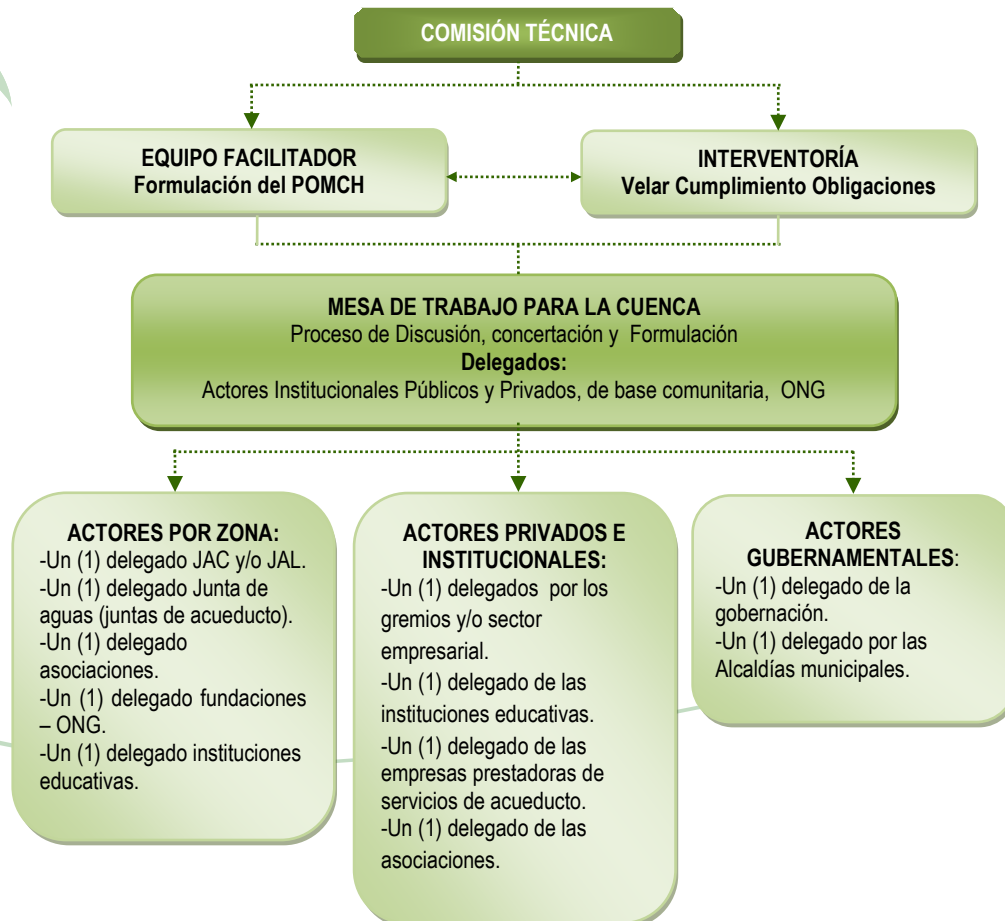 COMISIÓN TÉCNICA
EQUIPO FACILITADOR
Formulación del POMCH
INTERVENTORÍA
Velar Cumplimiento Obligaciones
MESA DE TRABAJO PARA LA CUENCA
Proceso de Discusión, concertación y Formulación
Delegados:
Actores Institucionales Públicos y Privados, de base comunitaria, ONG
ACTORES POR ZONA:
-Un (1) delegado JAC y/o JAL.
-Un (1) delegado Junta de
aguas (juntas de acueducto).
-Un (1) delegado
asociaciones.
-Un (1) delegado fundaciones
– ONG.
-Un (1) delegado instituciones
educativas.
ACTORES PRIVADOS E
INSTITUCIONALES:
-Un (1) delegados por los
gremios y/o sector
empresarial.
-Un (1) delegado de las
instituciones educativas.
-Un (1) delegado de las
empresas prestadoras de
servicios de acueducto.
-Un (1) delegado de las
asociaciones.
ACTORES
GUBERNAMENTALES:
-Un (1) delegado de la
gobernación.
-Un (1) delegado por las
Alcaldías municipales.